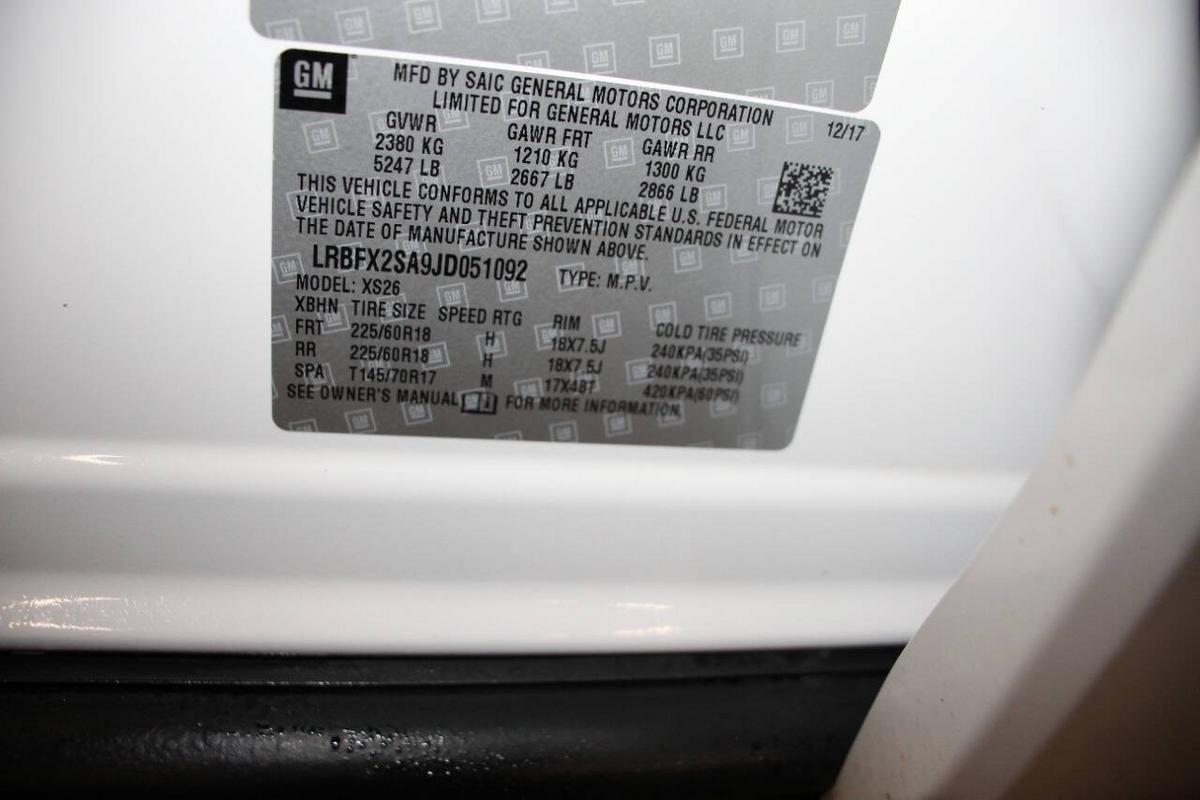 GM
MFD BY SAIC GENERAL MOTORS CORPORATION
LIMITED FOR GENERAL MOTORS LLC
12/17
GVWR GAWR FRT GAWR RR
2380 KG 1210 KG 1300 KG
5247 LB 2667 LB 2866 LB
THIS VEHICLE CONFORMS TO ALL APPLICABLE U.S. FEDERAL MOTOR
VEHICLE SAFETY AND THEFT PREVENTION STANDARDS IN EFFECT ON
THE DATE OF MANUFACTURE SHOWN ABOVE.
LRBFX2SA9JD051092 TYPE: M.P.V.
MODEL: XS26
XBHN TIRE SIZE SPEED RTG RIM COLD TIRE PRESSURE
FRT 225/60R18 H 18X7.5J 240KPA(35PSI)
RR 225/60R18 H 18X7.5J 240KPA(35PSI)
SPA T145/70R17 M 17X4BT 420KPA(60PSI)
SEE OWNER'S MANUAL FOR MORE INFORMATION.